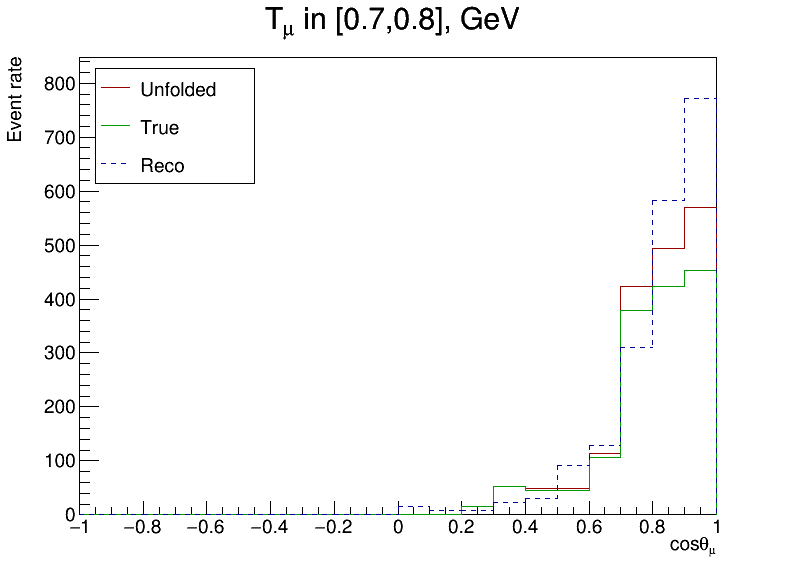 Tμ in [0.7,0.8], GeV
Event rate
Unfolded
True
Reco
800
700
600
500
400
300
200
100
0
−1 −0.8 −0.6 −0.4 −0.2 0 0.2 0.4 0.6 0.8 1
cosθμ